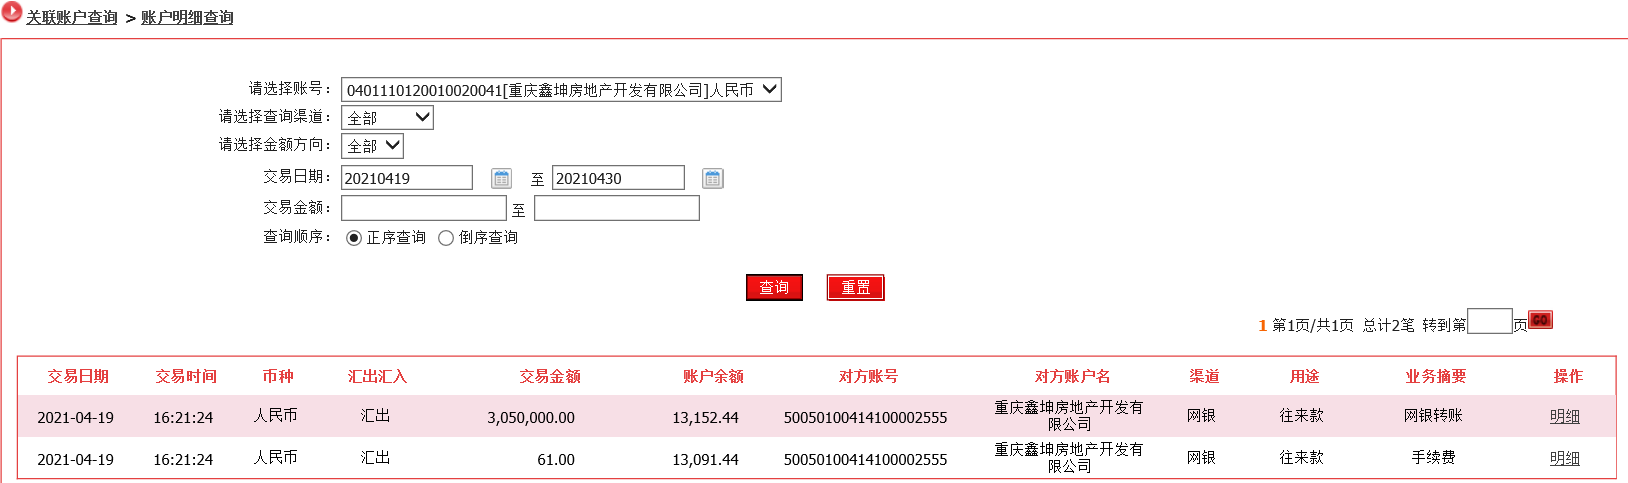 关联账户查询 > 账户明细查询
请选择账号： 0401110120010020041[重庆鑫坤房地产开发有限公司]人民币
请选择查询渠道： 全部
请选择金额方向： 全部
交易日期： 20210419 至 20210430
交易金额： 至
查询顺序： 正序查询 倒序查询
查询 重置
1 第1页/共1页 总计2笔 转到第 页 GO
交易日期 交易时间 币种 汇出汇入 交易金额 账户余额 对方账号 对方账户名 渠道 用途 业务摘要 操作
2021-04-19 16:21:24 人民币 汇出 3,050,000.00 13,152.44 50050100414100002555 重庆鑫坤房地产开发有 网银 往来款 网银转账 明细
限公司
2021-04-19 16:21:24 人民币 汇出 61.00 13,091.44 50050100414100002555 重庆鑫坤房地产开发有 网银 往来款 手续费 明细
限公司